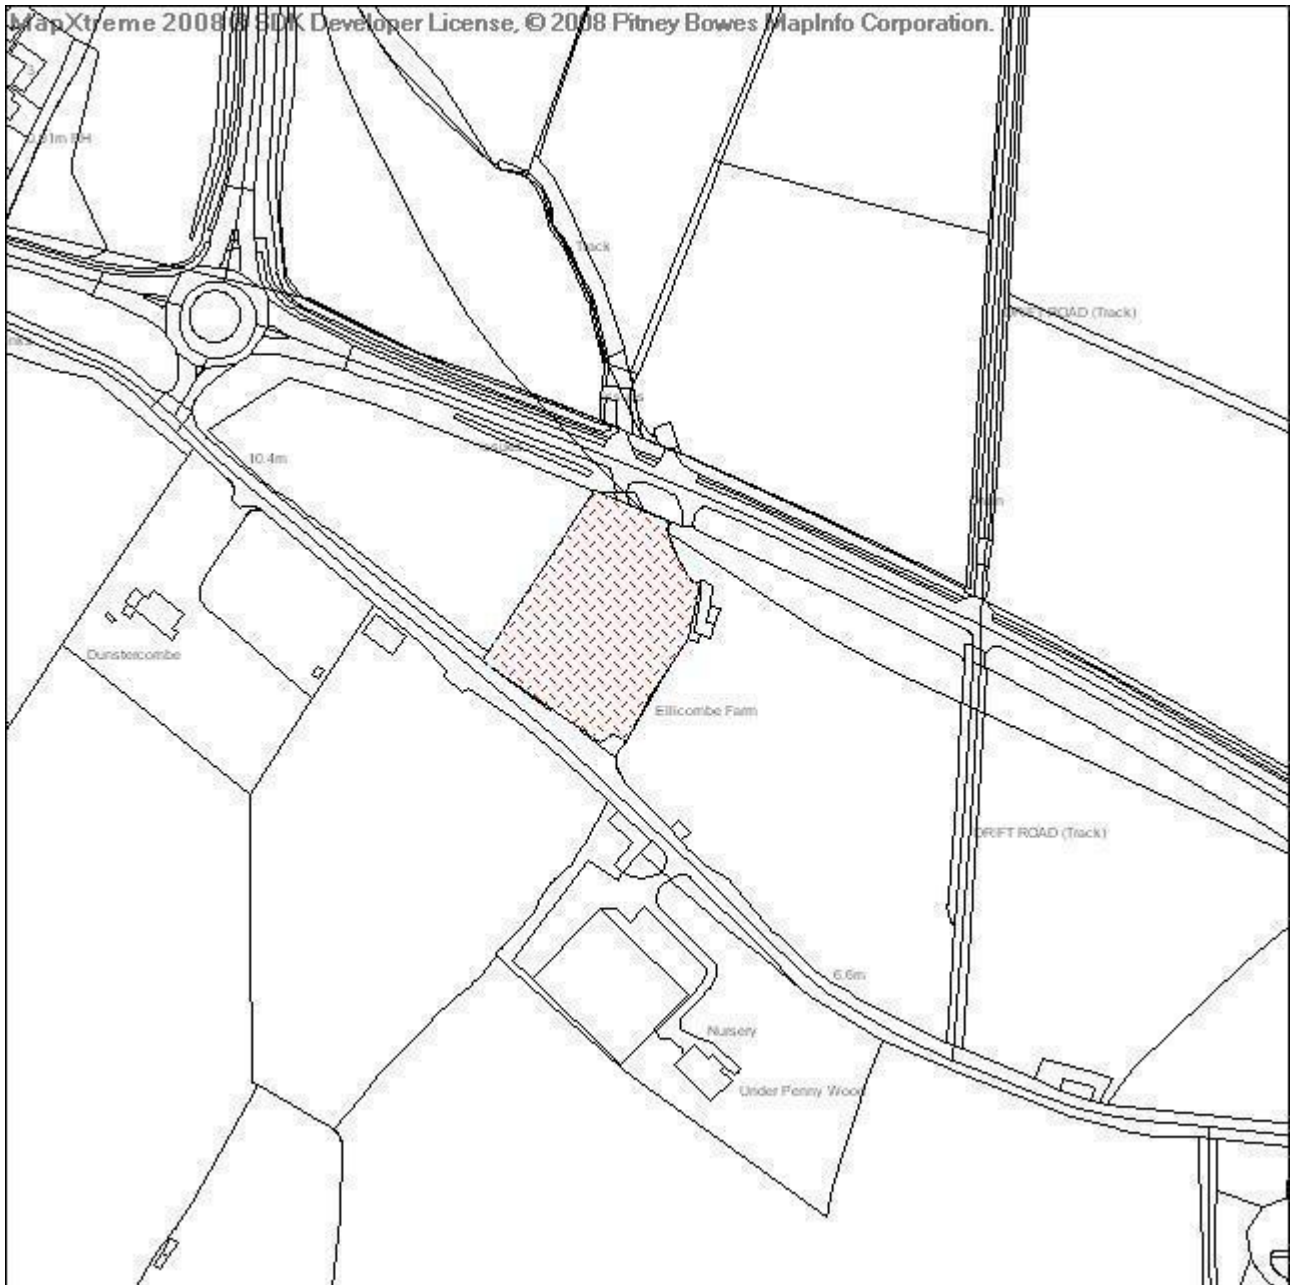 MapXtreme 2008 ® SDK Developer License, © 2008 Pitney Bowes MapInfo Corporation.
Track
DRIFT ROAD (Track)
10.4m
Dunstercombe
Ellicombe Farm
DRIFT ROAD (Track)
6.6m
Nursery
Under Penny Wood